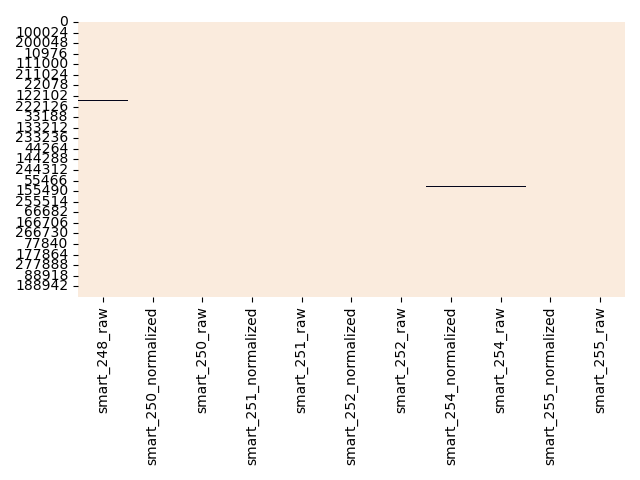 0
100024
200048
10976
111000
211024
22078
122102
222126
33188
133212
233236
44264
144288
244312
55466
155490
255514
66682
166706
266730
77840
177864
277888
88918
188942
smart_248_raw
smart_250_normalized
smart_250_raw
smart_251_normalized
smart_251_raw
smart_252_normalized
smart_252_raw
smart_254_normalized
smart_254_raw
smart_255_normalized
smart_255_raw